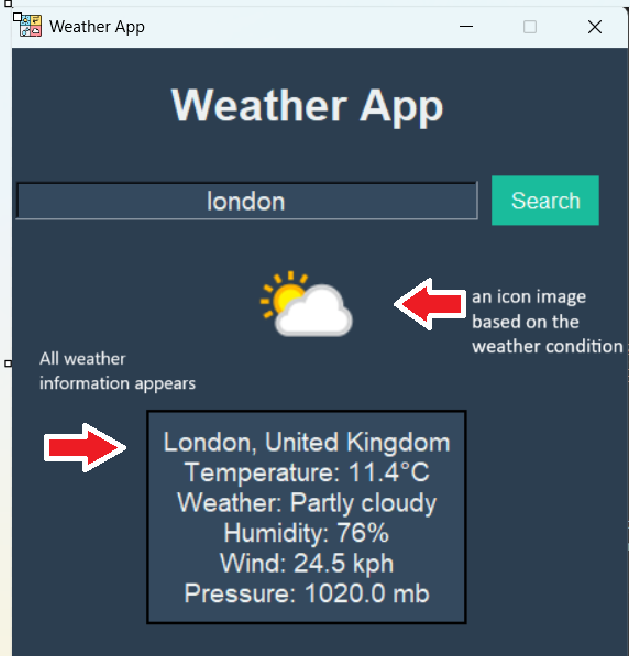 Weather App
Weather App
london
Search
an icon image
based on the
weather condition
All weather
information appears
London, United Kingdom
Temperature: 11.4°C
Weather: Partly cloudy
Humidity: 76%
Wind: 24.5 kph
Pressure: 1020.0 mb